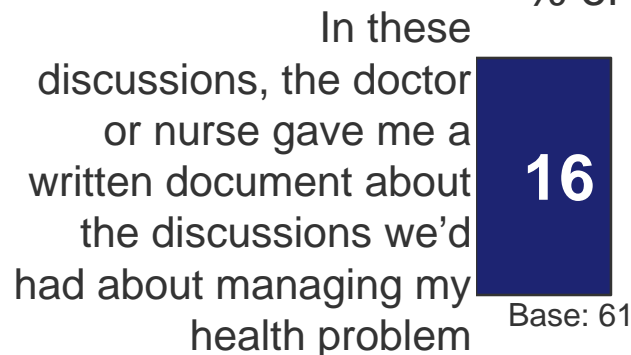 % of
In these
discussions, the doctor
or nurse gave me a
written document about
the discussions we'd
had about managing my
health problem
16
Base: 61